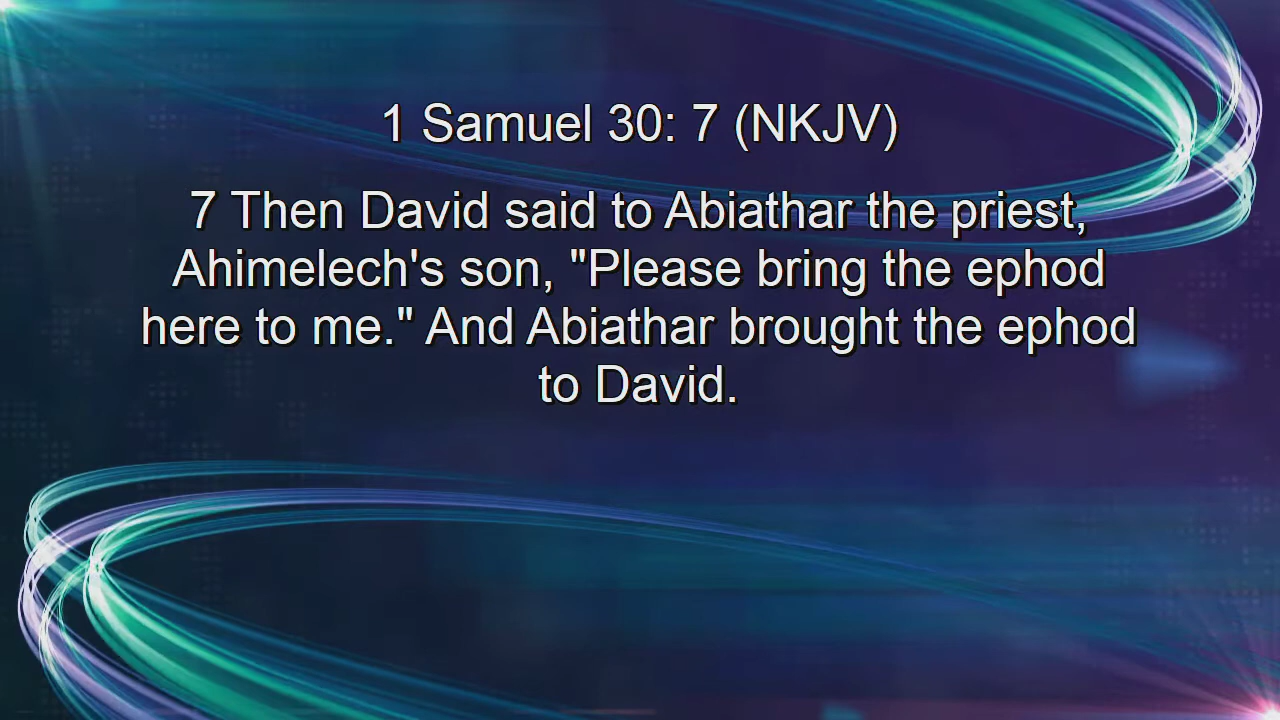 1 Samuel 30: 7 (NKJV)
7 Then David said to Abiathar the priest,
Ahimelech's son, "Please bring the ephod
here to me." And Abiathar brought the ephod
to David.